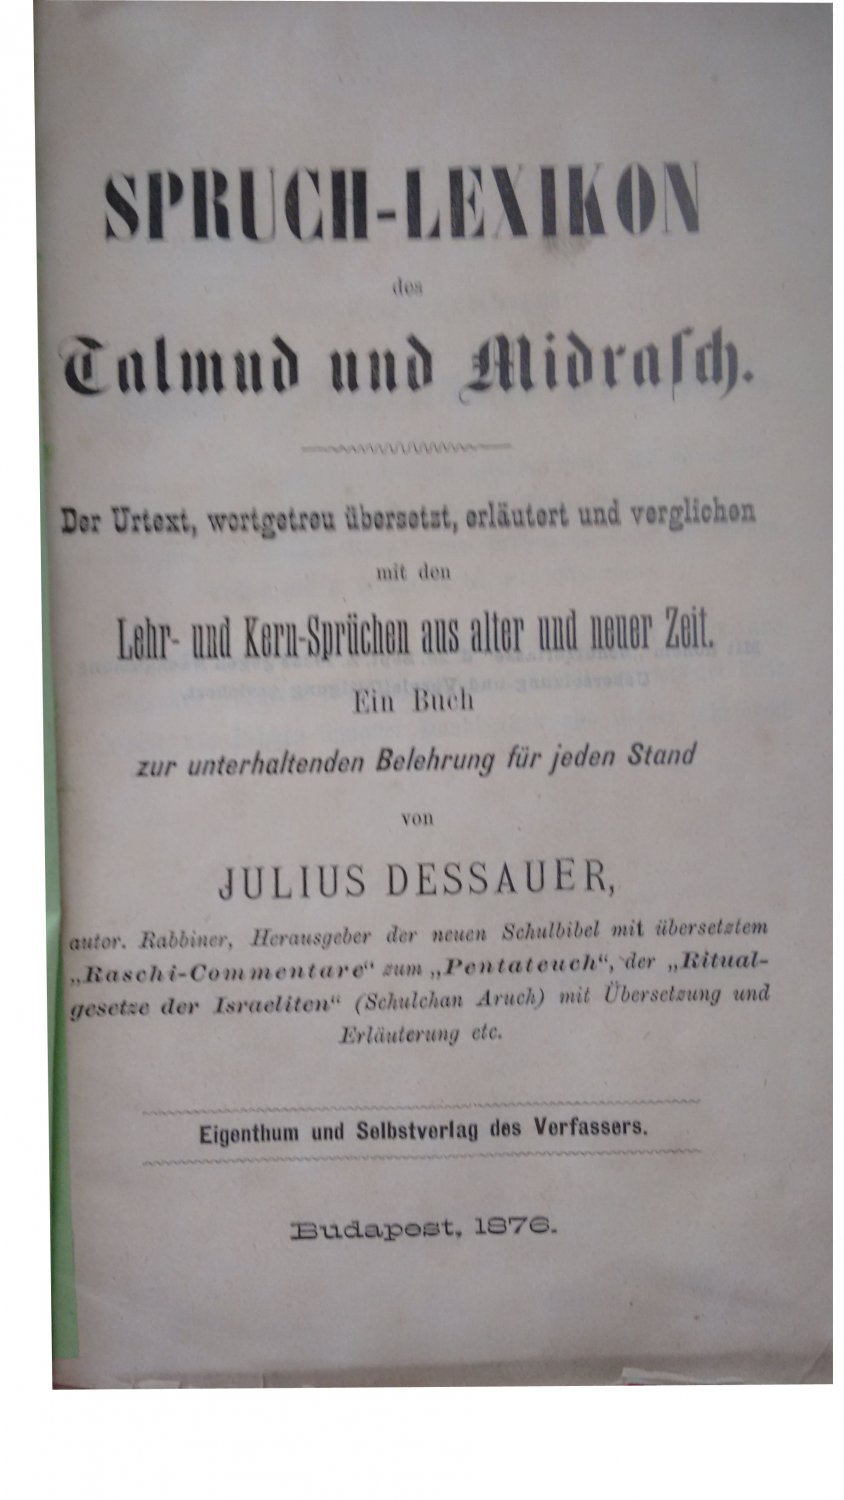 SPRUCH-LEXIKON
des
Talmud und Midrasch.
Der Urtext, wortgetreu übersetzt, erläutert und verglichen
mit den
Lehr- und Kern-Sprüchen aus alter und neuer Zeit.
Ein Buch
zur unterhaltenden Belehrung für jeden Stand
von
JULIUS DESSAUER,
autor. Rabbiner, Herausgeber der neuen Schulbibel mit übersetztem
„Raschi-Commentare“ zum „Pentateuch“, der „Ritual-
gesetze der Israeliten“ (Schulchan Aruch) mit Übersetzung und
Erläuterung etc.
Eigenthum und Selbstverlag des Verfassers.
Budapest, 1876.